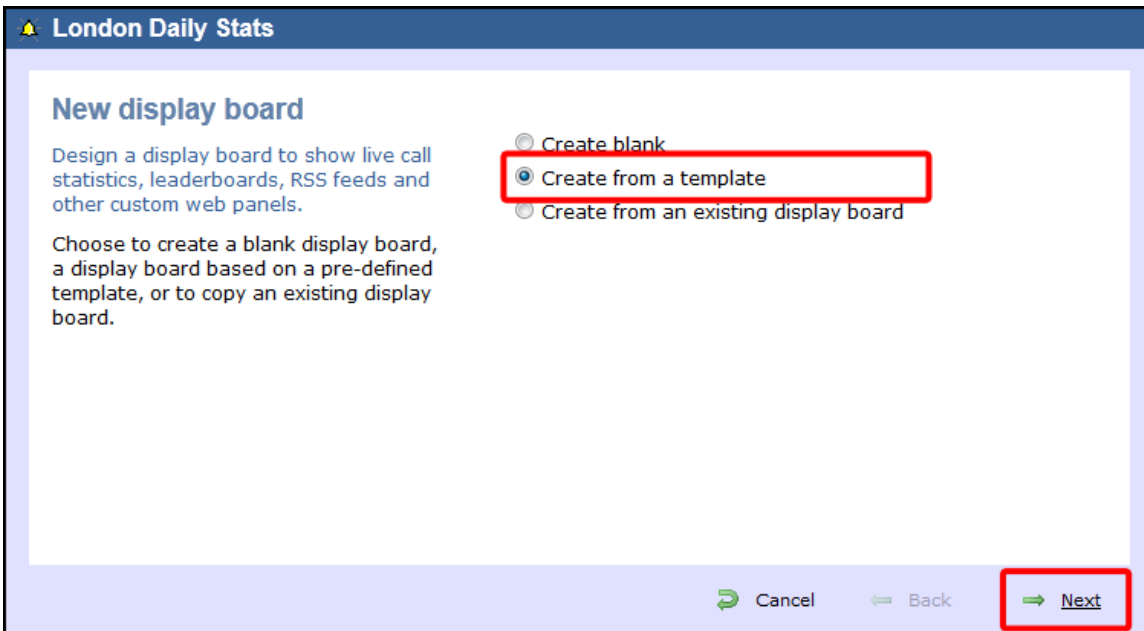 London Daily Stats
New display board
Design a display board to show live call
statistics, leaderboards, RSS feeds and
other custom web panels.
Choose to create a blank display board,
a display board based on a pre-defined
template, or to copy an existing display
board.
Create blank
Create from a template
Create from an existing display board
Cancel
Back
Next